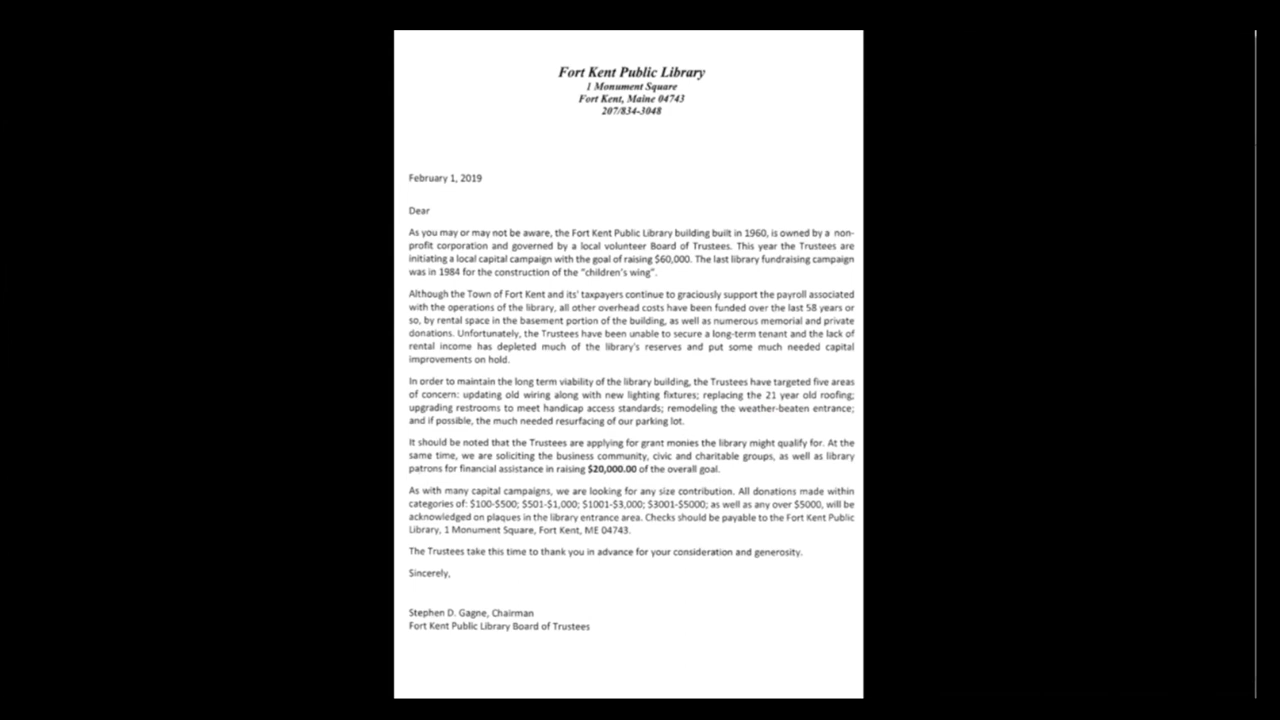 Fort Kent Public Library
1 Monument Square
Fort Kent, Maine 04743
207/834-3048
February 1, 2019
Dear
As you may or may not be aware, the Fort Kent Public Library building built in 1960, is owned by a non-
profit corporation and governed by a local volunteer Board of Trustees. This year the Trustees are
initiating a local capital campaign with the goal of raising $60,000. The last library fundraising campaign
was in 1984 for the construction of the "children's wing".
Although the Town of Fort Kent and its' taxpayers continue to graciously support the payroll associated
with the operations of the library, all other overhead costs have been funded over the last 58 years or
so, by rental space in the basement portion of the building, as well as numerous memorial and private
donations. Unfortunately, the Trustees have been unable to secure a long-term tenant and the lack of
rental income has depleted much of the library's reserves and put some much needed capital
improvements on hold.
In order to maintain the long term viability of the library building, the Trustees have targeted five areas
of concern: updating old wiring along with new lighting fixtures; replacing the 21 year old roofing;
upgrading restrooms to meet handicap access standards; remodeling the weather-beaten entrance;
and if possible, the much needed resurfacing of our parking lot.
It should be noted that the Trustees are applying for grant monies the library might qualify for. At the
same time, we are soliciting the business community, civic and charitable groups, as well as library
patrons for financial assistance in raising $20,000.00 of the overall goal.
As with many capital campaigns, we are looking for any size contribution. All donations made within
categories of: $100-$500; $501-$1,000; $1001-$3,000; $3001-$5000; as well as any over $5000, will be
acknowledged on plaques in the library entrance area. Checks should be payable to the Fort Kent Public
Library, 1 Monument Square, Fort Kent, ME 04743.
The Trustees take this time to thank you in advance for your consideration and generosity.
Sincerely,
Stephen D. Gagne, Chairman
Fort Kent Public Library Board of Trustees